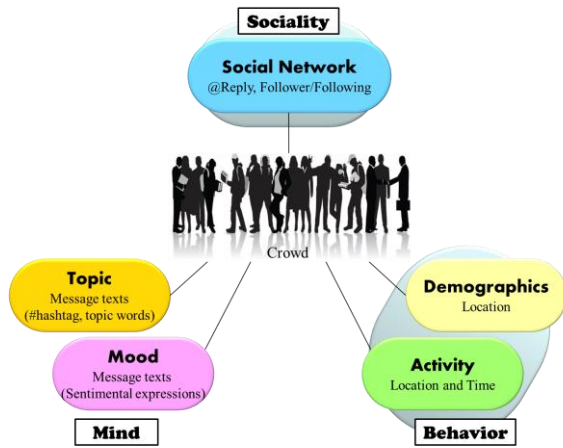 Sociality
Social Network
@Reply, Follower/Following
Crowd
Topic
Message texts
(#hashtag, topic words)
Mood
Message texts
(Sentimental expressions)
Mind
Demographics
Location
Activity
Location and Time
Behavior